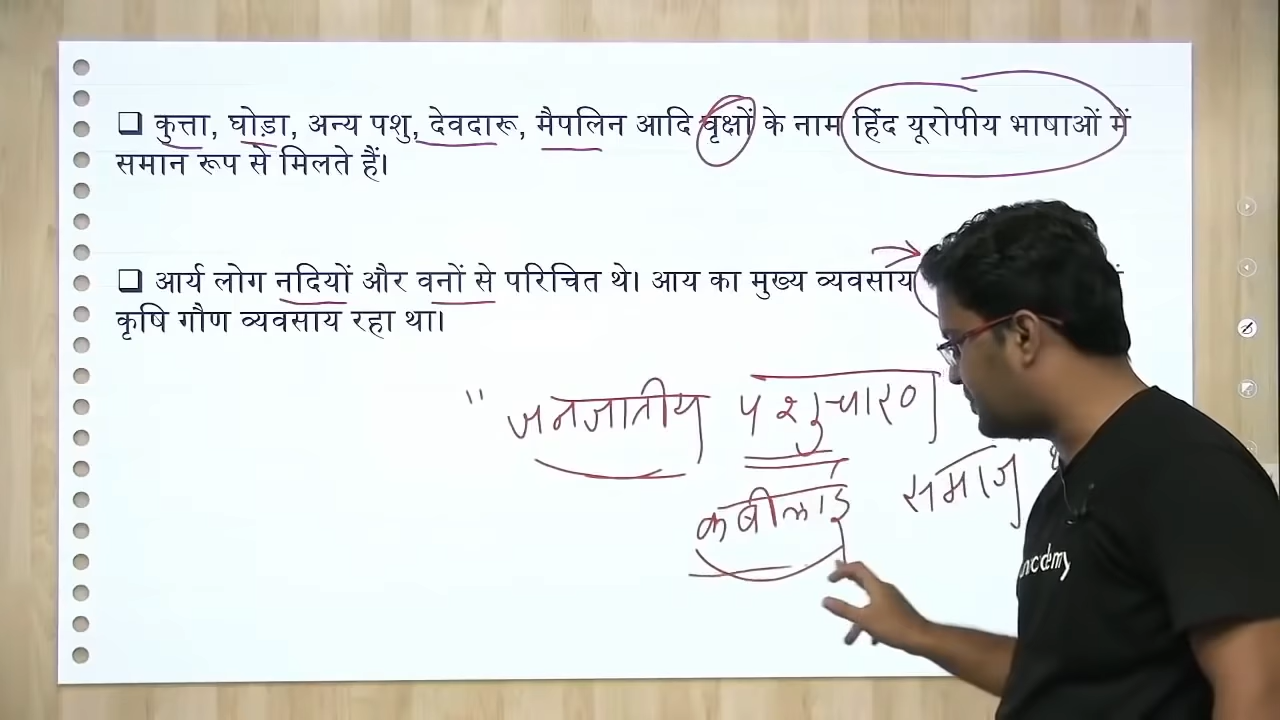 ❑ कुत्ता, घोड़ा, अन्य पशु, देवदारू, मैपलिन आदि वृक्षों के नाम हिंद यूरोपीय भाषाओं में
समान रूप से मिलते हैं।
❑ आर्य लोग नदियों और वनों से परिचित थे। आय का मुख्य व्यवसाय
कृषि गौण व्यवसाय रहा था।
" जनजातीय पशुचारण
कबीलाई समाज